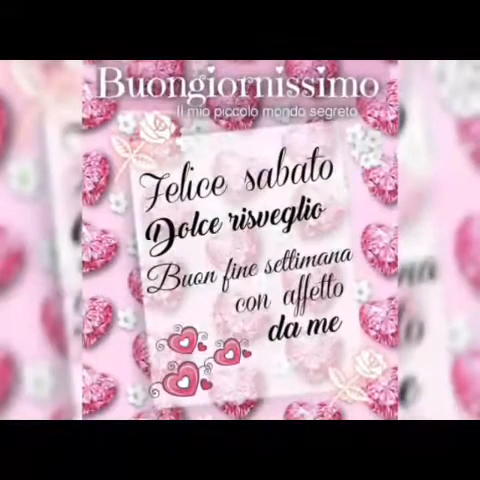 Buongiornissimo
Il mio piccolo mondo segreto
Felice sabato
Dolce risveglio
Buon fine settimana
con affetto
da me